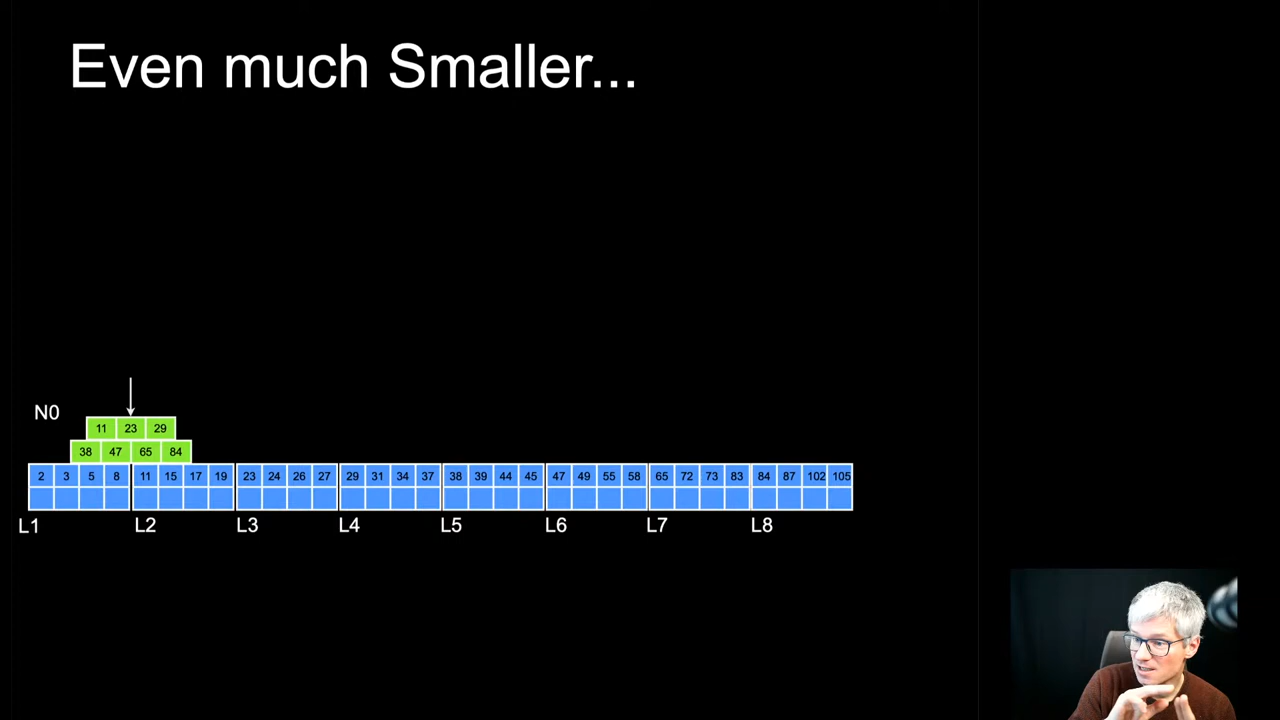 Even much Smaller...
N0
11 23 29
38 47 65 84
2 3 5 8 11 15 17 19 23 24 26 27 29 31 34 37 38 39 44 45 47 49 55 58 65 72 73 83 84 87 102 105
L1 L2 L3 L4 L5 L6 L7 L8